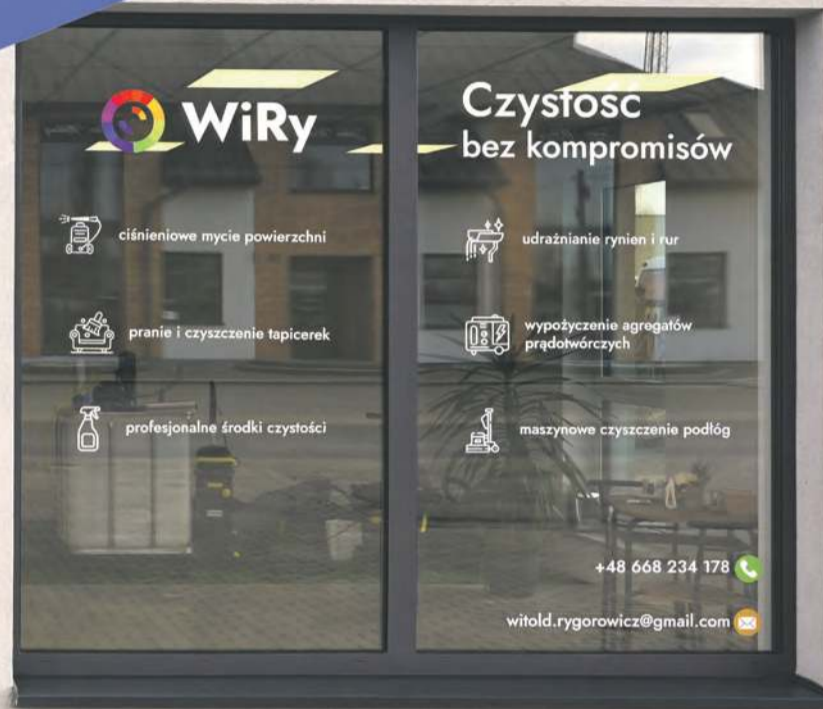 WiRy
ciśnieniowe mycie powierzchni
pranie i czyszczenie tapicerek
profesjonalne środki czystości
Czystość
bez kompromisów
udrażnianie rynien i rur
wypożyczenie agregatów
prądotwórczych
maszynowe czyszczenie podłóg
+48 668 234 178
witold.rygorowicz@gmail.com